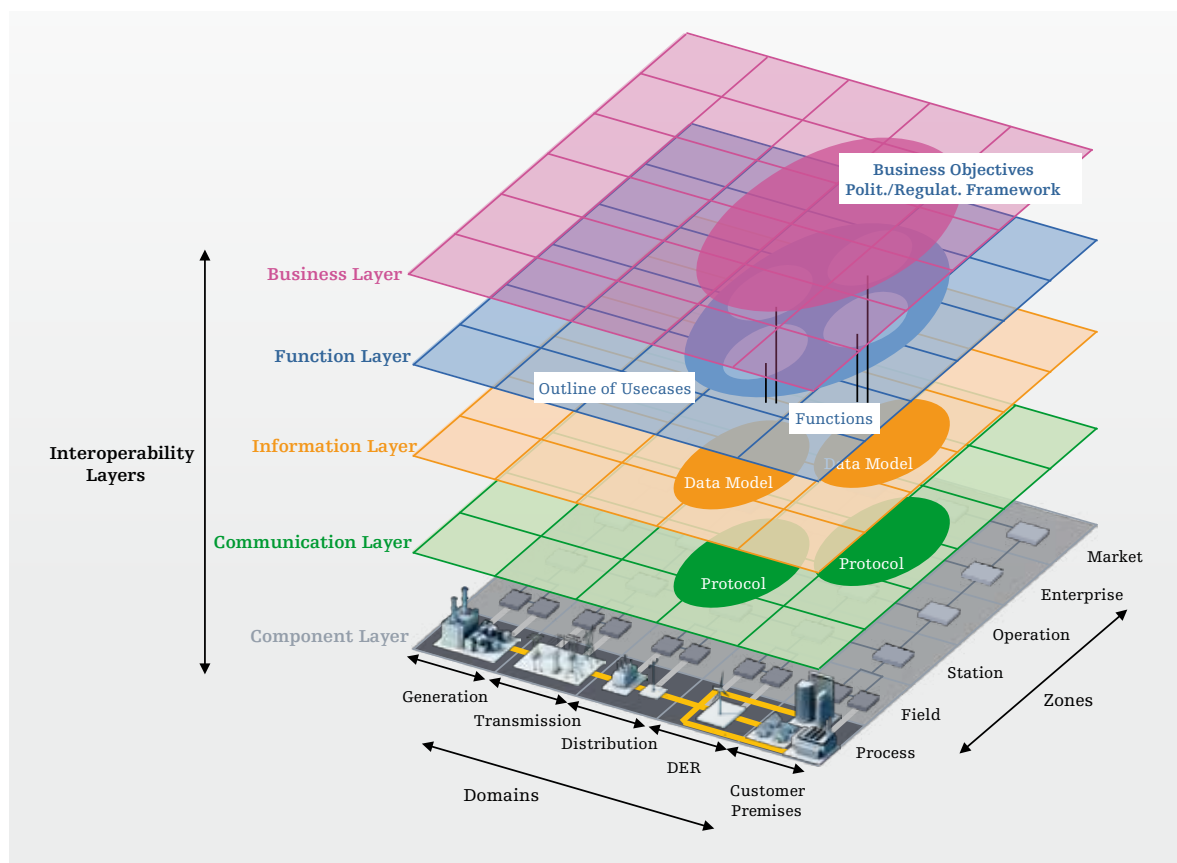 Business Objectives
Polit./Regulat. Framework
Business Layer
Function Layer
Outline of Usecases
Functions
Information Layer
Interoperability
Layers
Data Model
Data Model
Communication Layer
Protocol
Protocol
Component Layer
Market
Enterprise
Operation
Station
Field
Process
Zones
Generation
Transmission
Distribution
DER
Customer
Premises
Domains